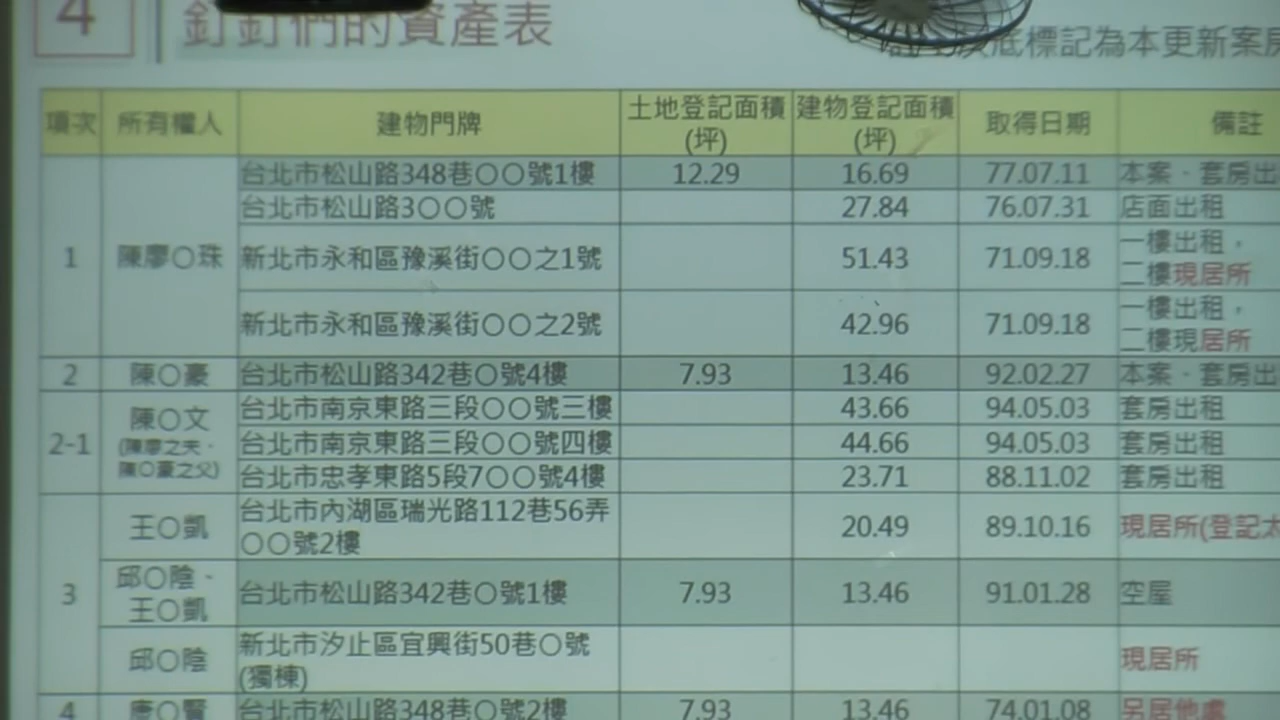 4
釘釘們的資產表
底標記為本更新案房
項次 所有權人 建物門牌 土地登記面積(坪) 建物登記面積(坪) 取得日期 備註
1 陳廖○珠 台北市松山路348巷○○號1樓 12.29 16.69 77.07.11 本案、套房出
台北市松山路3○○號 27.84 76.07.31 店面出租
新北市永和區豫溪街○○之1號 51.43 71.09.18 一樓出租,
二樓現居所
新北市永和區豫溪街○○之2號 42.96 71.09.18 一樓出租,
二樓現居所
2 陳○豪 台北市松山路342巷○號4樓 7.93 13.46 92.02.27 本案、套房出
2-1 陳○文 台北市南京東路三段○○號三樓 43.66 94.05.03 套房出租
(陳廖之夫、 台北市南京東路三段○○號四樓 44.66 94.05.03 套房出租
陳○豪之父) 台北市忠孝東路5段7○○號4樓 23.71 88.11.02 套房出租
3 王○凱 台北市內湖區瑞光路112巷56弄
○○號2樓 20.49 89.10.16 現居所(登記太
邱○陰、
王○凱 台北市松山路342巷○號1樓 7.93 13.46 91.01.28 空屋
邱○陰 新北市汐止區宜興街50巷○號
(獨棟) 現居所
4 唐○賢 台北市松山路348巷○號2樓 7.93 13.46 74.01.08 另居他處